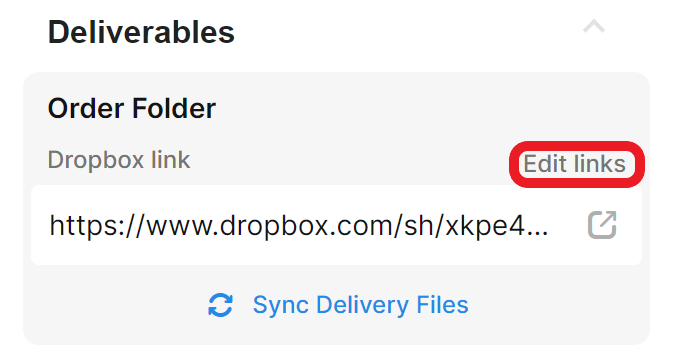 Deliverables
Order Folder
Dropbox link
Edit links
https://www.dropbox.com/sh/xkpe4...
Sync Delivery Files